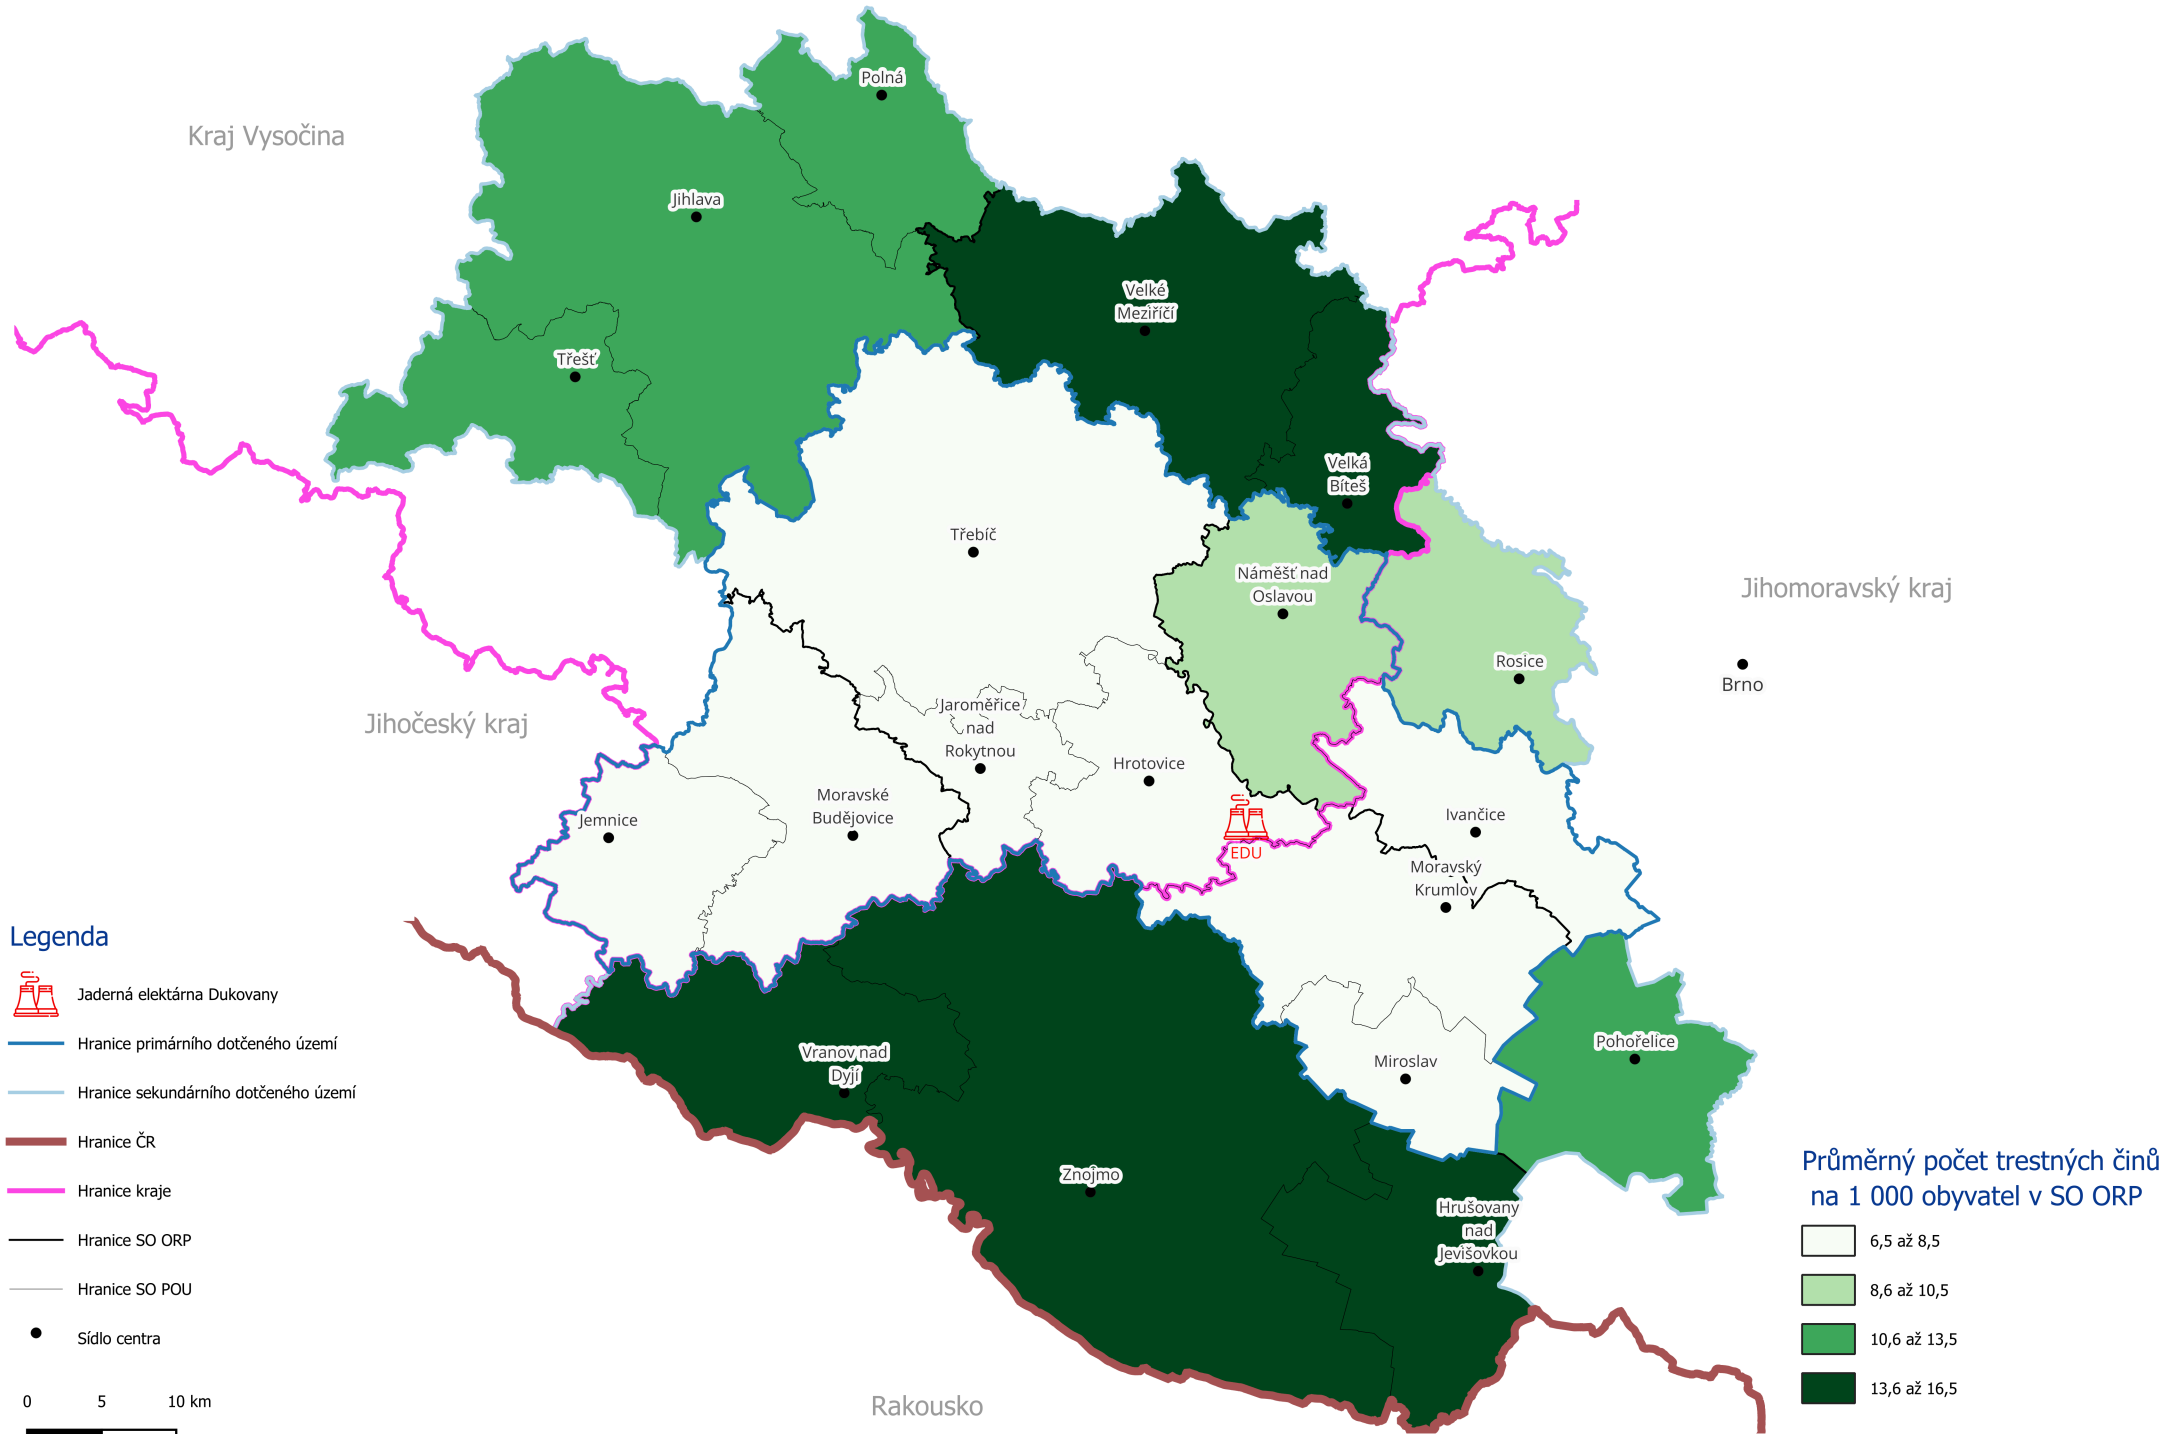 Polná
Kraj Vysočina
Jihlava
Velké
Meziříčí
Třešť
Velká
Bíteš
Třebíč
Náměšť nad
Oslavou
Jihomoravský kraj
Rosice
Brno
Jihočeský kraj
Jaroměřice
nad
Rokytnou
Hrotovice
Moravské
Budějovice
Jemnice
Ivančice
EDU
Moravský
Krumlov
Legenda
Jaderná elektárna Dukovany
Hranice primárního dotčeného území
Hranice sekundárního dotčeného území
Hranice ČR
Hranice kraje
Hranice SO ORP
Hranice SO POU
Sídlo centra
0 5 10 km
Vranov nad
Dyjí
Miroslav
Pohořelice
Znojmo
Hrušovany
nad
Jevišovkou
Rakousko
Průměrný počet trestných činů
na 1 000 obyvatel v SO ORP
6,5 až 8,5
8,6 až 10,5
10,6 až 13,5
13,6 až 16,5